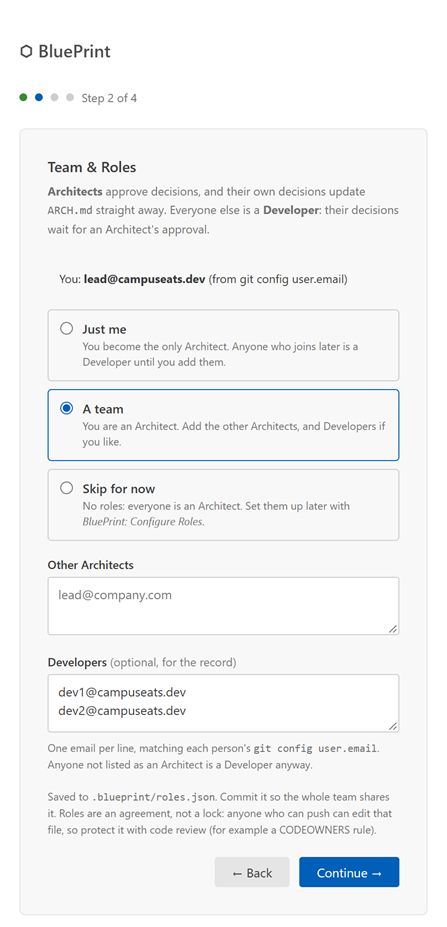 BluePrint
Step 2 of 4
Team & Roles
Architects approve decisions, and their own decisions update
ARCH.md straight away. Everyone else is a Developer: their decisions
wait for an Architect's approval.
You: lead@campuseats.dev (from git config user.email)
Just me
You become the only Architect. Anyone who joins later is a
Developer until you add them.
A team
You are an Architect. Add the other Architects, and Developers if
you like.
Skip for now
No roles: everyone is an Architect. Set them up later with
BluePrint: Configure Roles.
Other Architects
lead@company.com
Developers (optional, for the record)
dev1@campuseats.dev
dev2@campuseats.dev
One email per line, matching each person's git config user.email.
Anyone not listed as an Architect is a Developer anyway.
Saved to .blueprint/roles.json. Commit it so the whole team shares
it. Roles are an agreement, not a lock: anyone who can push can edit that
file, so protect it with code review (for example a CODEOWNERS rule).
← Back
Continue →